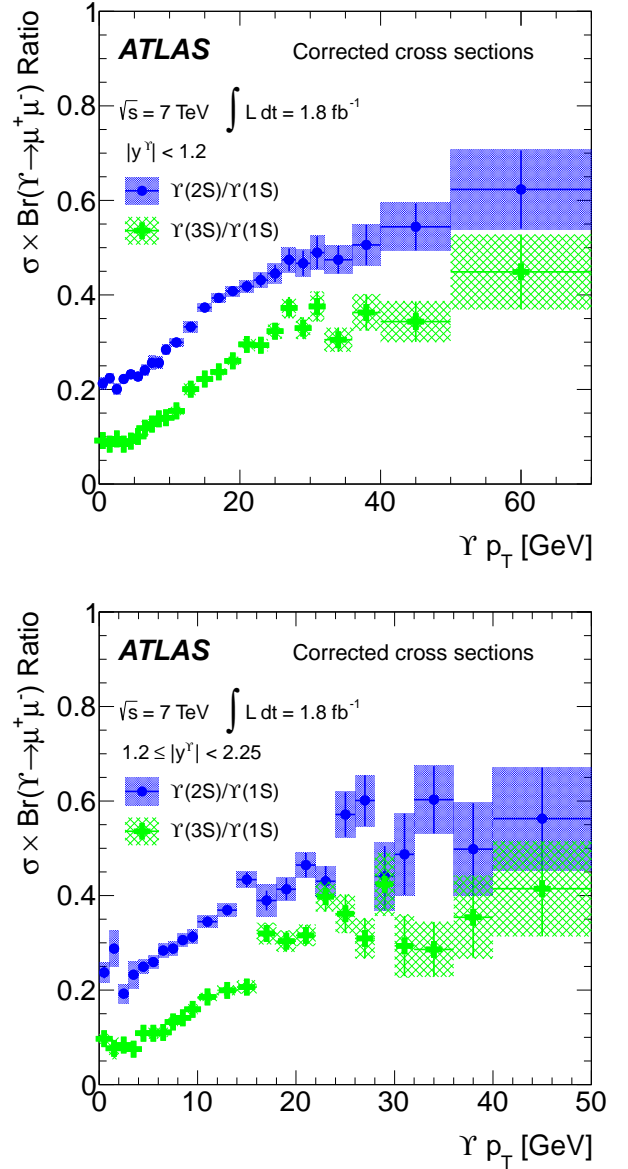 σ × Br(ϒ→μ⁺μ⁻) Ratio
1
0.8
0.6
0.4
0.2
0
ATLAS Corrected cross sections
√s = 7 TeV ∫ L dt = 1.8 fb⁻¹
|y^ϒ| < 1.2
ϒ(2S)/ϒ(1S)
ϒ(3S)/ϒ(1S)
0 20 40 60
ϒ p_T [GeV]
σ × Br(ϒ→μ⁺μ⁻) Ratio
1
0.8
0.6
0.4
0.2
0
ATLAS Corrected cross sections
√s = 7 TeV ∫ L dt = 1.8 fb⁻¹
1.2 ≤ |y^ϒ| < 2.25
ϒ(2S)/ϒ(1S)
ϒ(3S)/ϒ(1S)
0 10 20 30 40 50
ϒ p_T [GeV]